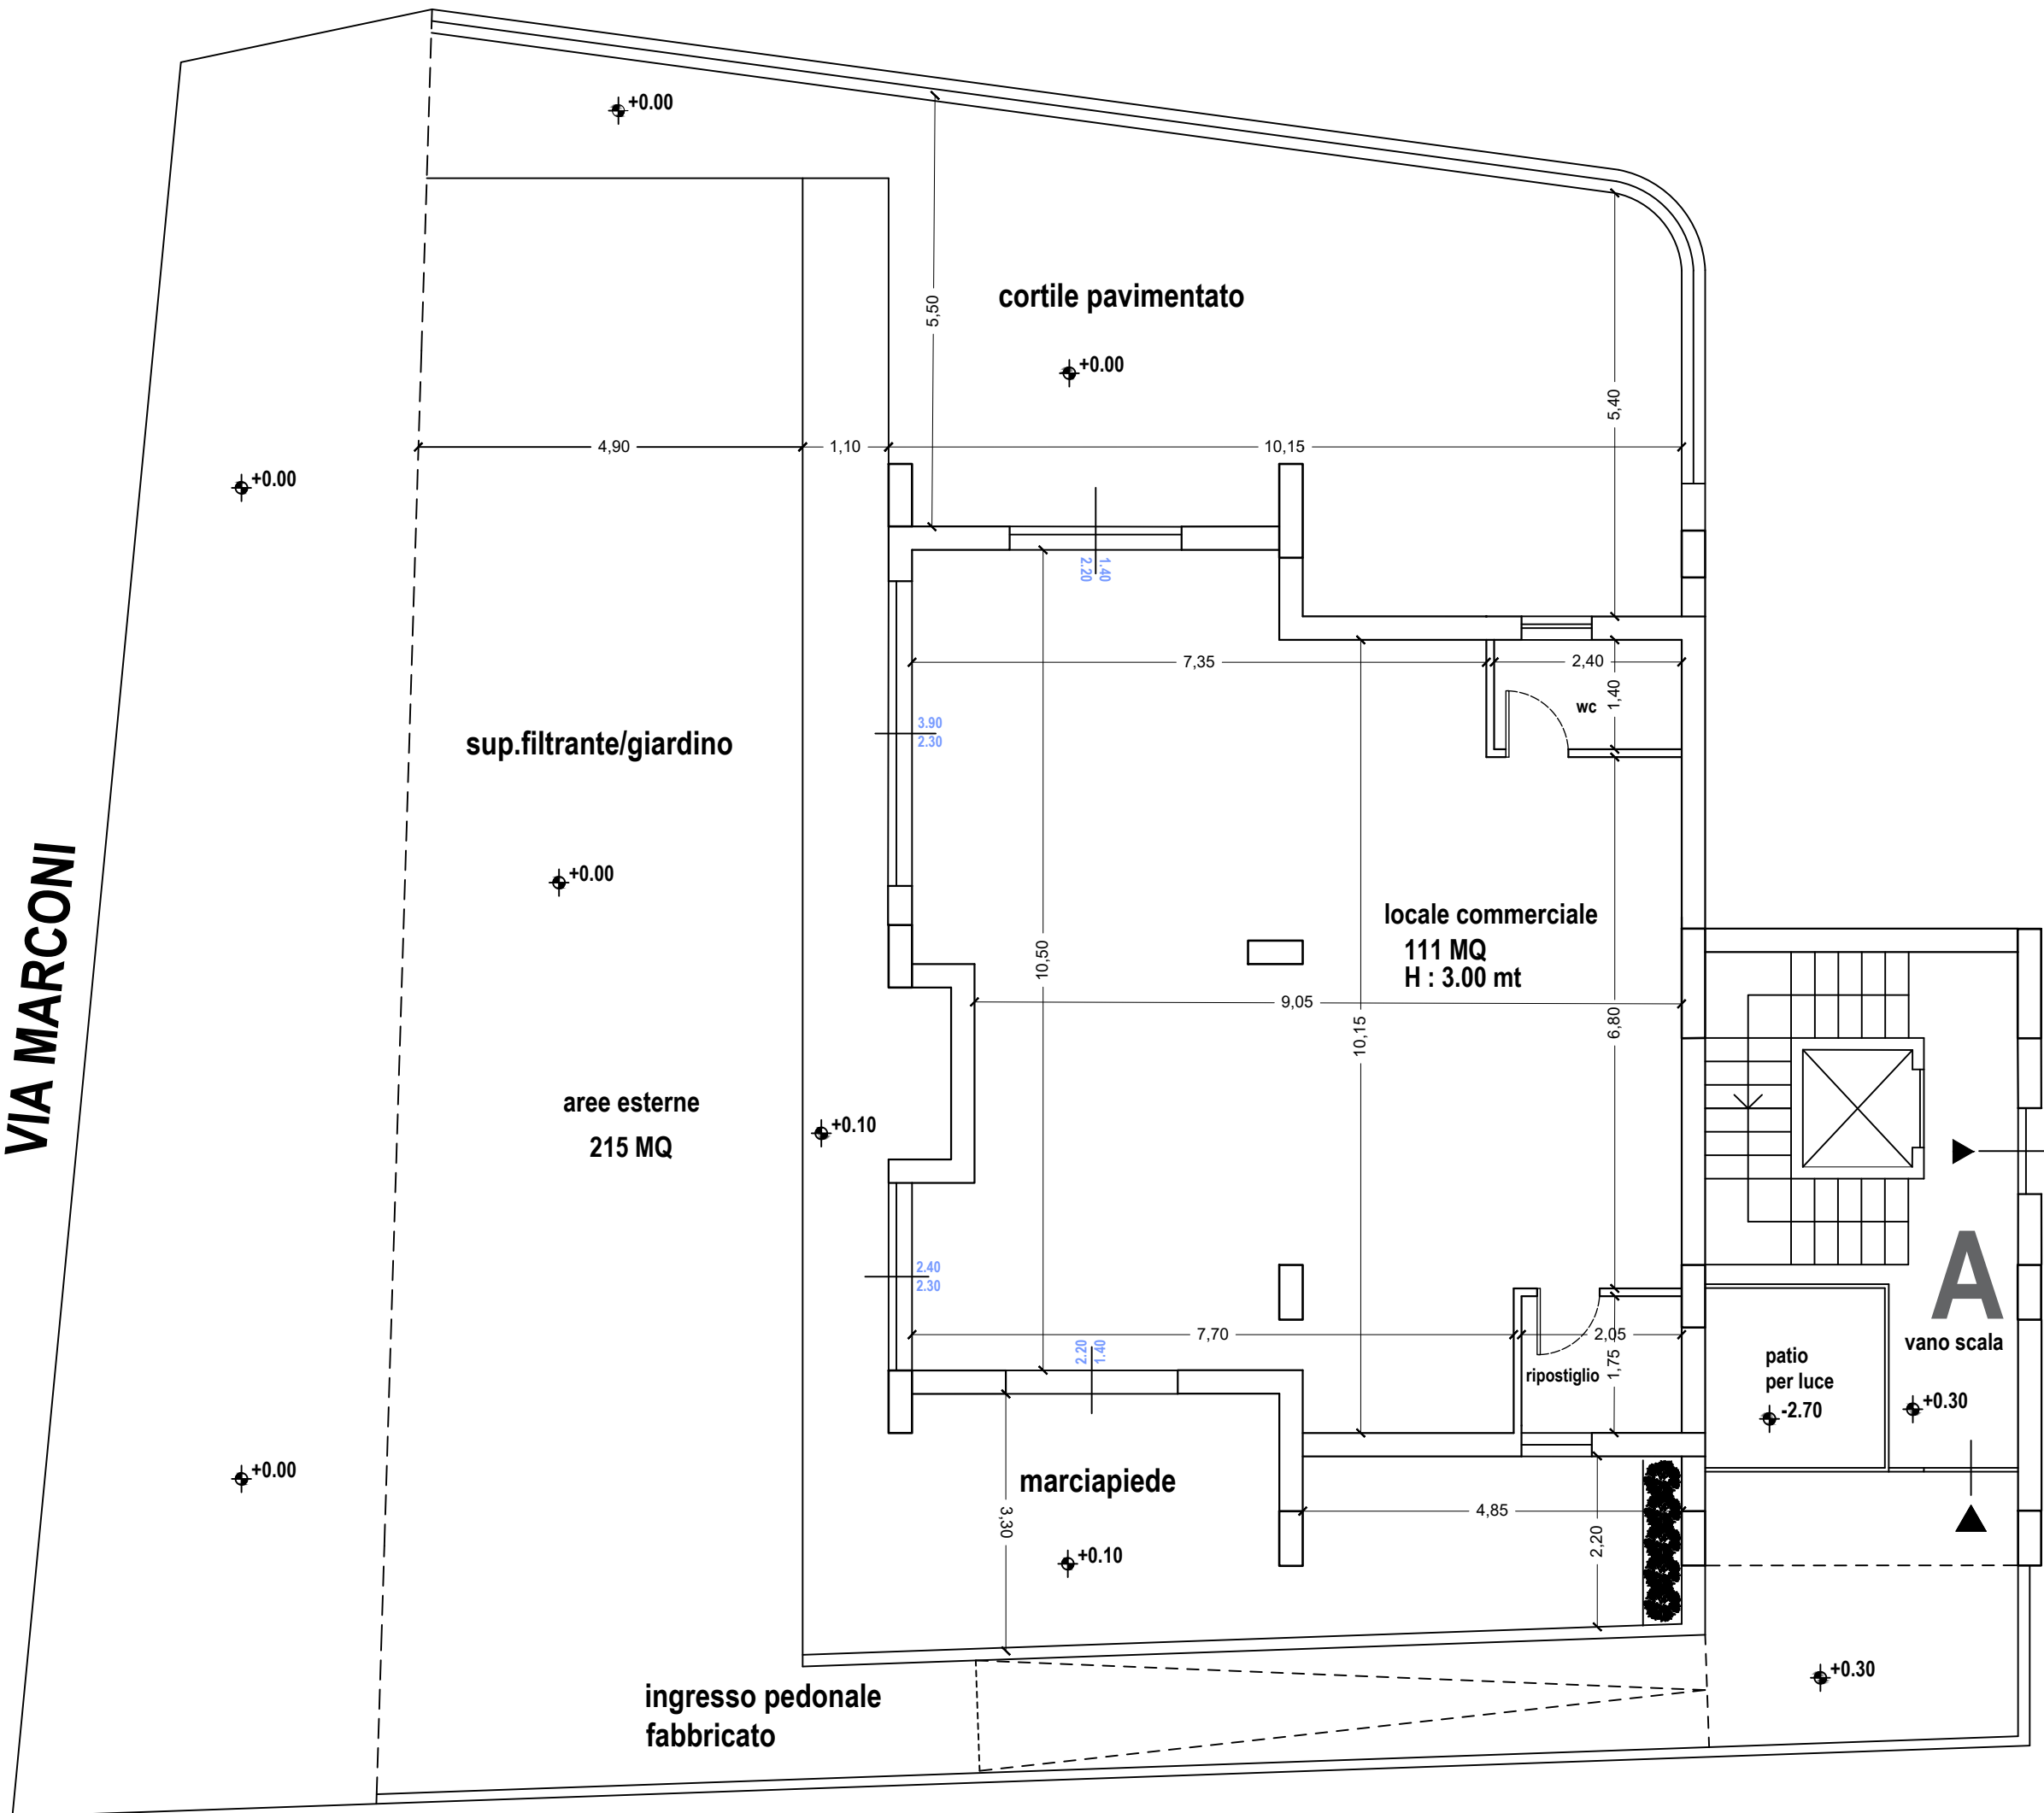 +0.00
5,50
cortile pavimentato
+0.00
5,40
4,90
1,10
10,15
+0.00
2.20
1.40
7,35
2,40
1,40
wc
3.90
2.30
sup.filtrante/giardino
+0.00
VIA MARCONI
locale commerciale
111 MQ
H : 3.00 mt
10,50
9,05
10,15
6,80
aree esterne
215 MQ
+0.10
A
vano scala
2.40
2.30
7,70
2,05
2.20
1.40
1,75
ripostiglio
patio
per luce
-2.70
+0.30
+0.00
marciapiede
3,30
4,85
2,20
+0.10
+0.30
ingresso pedonale
fabbricato